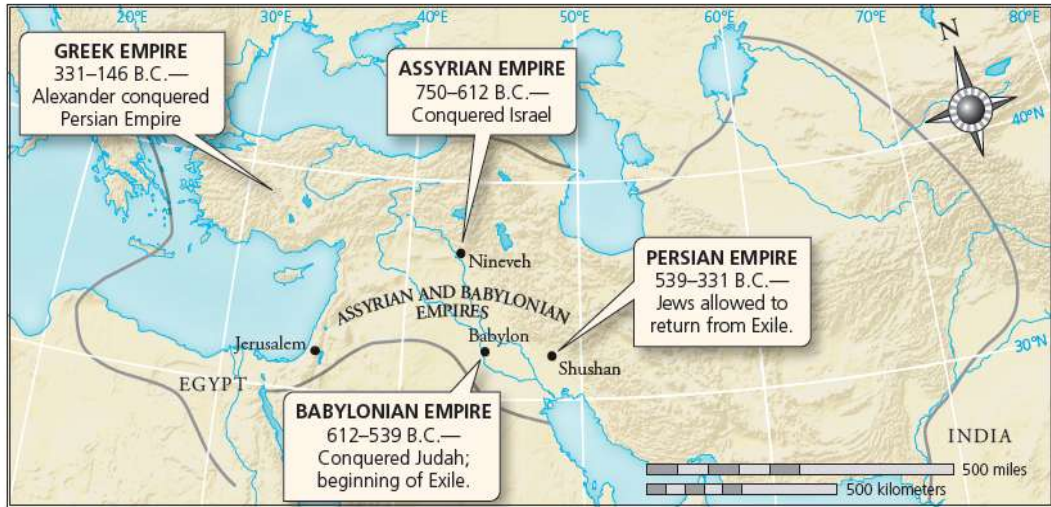 20°E
30°E
40°E
50°E
60°E
70°E
80°E
N
GREEK EMPIRE
331–146 B.C.—
Alexander conquered
Persian Empire
ASSYRIAN EMPIRE
750–612 B.C.—
Conquered Israel
40°N
Nineveh
PERSIAN EMPIRE
539–331 B.C.—
Jews allowed to
return from Exile.
ASSYRIAN AND BABYLONIAN
EMPIRES
Jerusalem
Babylon
Shushan
30°N
EGYPT
BABYLONIAN EMPIRE
612–539 B.C.—
Conquered Judah;
beginning of Exile.
INDIA
500 miles
500 kilometers